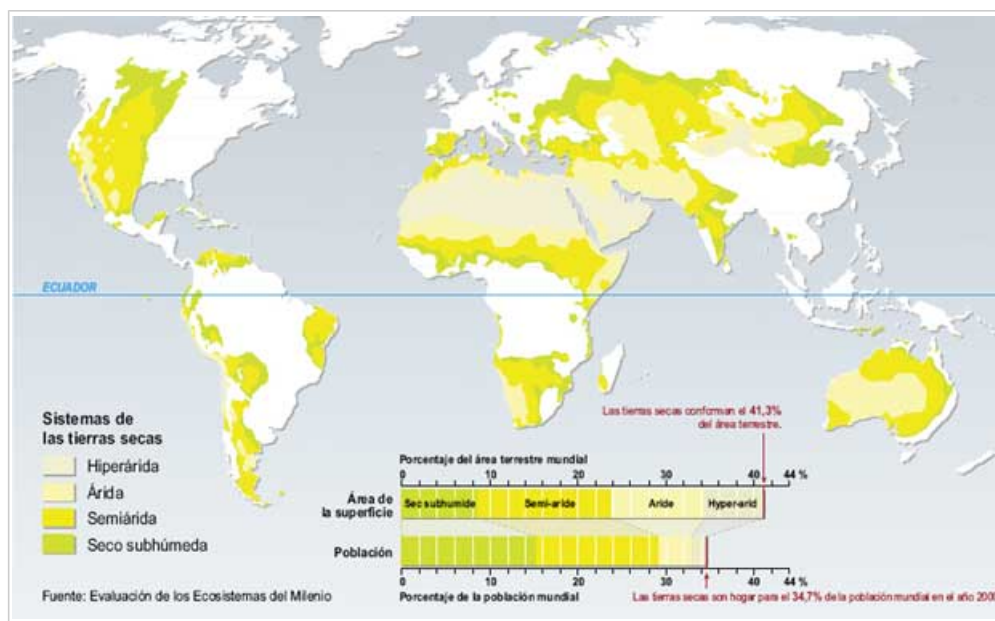 ECUADOR
Sistemas de
las tierras secas
Hiperárida
Árida
Semiárida
Seco subhúmeda
Fuente: Evaluación de los Ecosistemas del Milenio
Las tierras secas conforman el 41,3%
del área terrestre.
Porcentaje del área terrestre mundial
0 10 20 30 40 44 %
Área de
la superficie
Sec subhumide Semi-aride Aride Hyper-arid
Población
0 10 20 30 40 44 %
Porcentaje de la población mundial
Las tierras secas son hogar para el 34,7% de la población mundial en el año